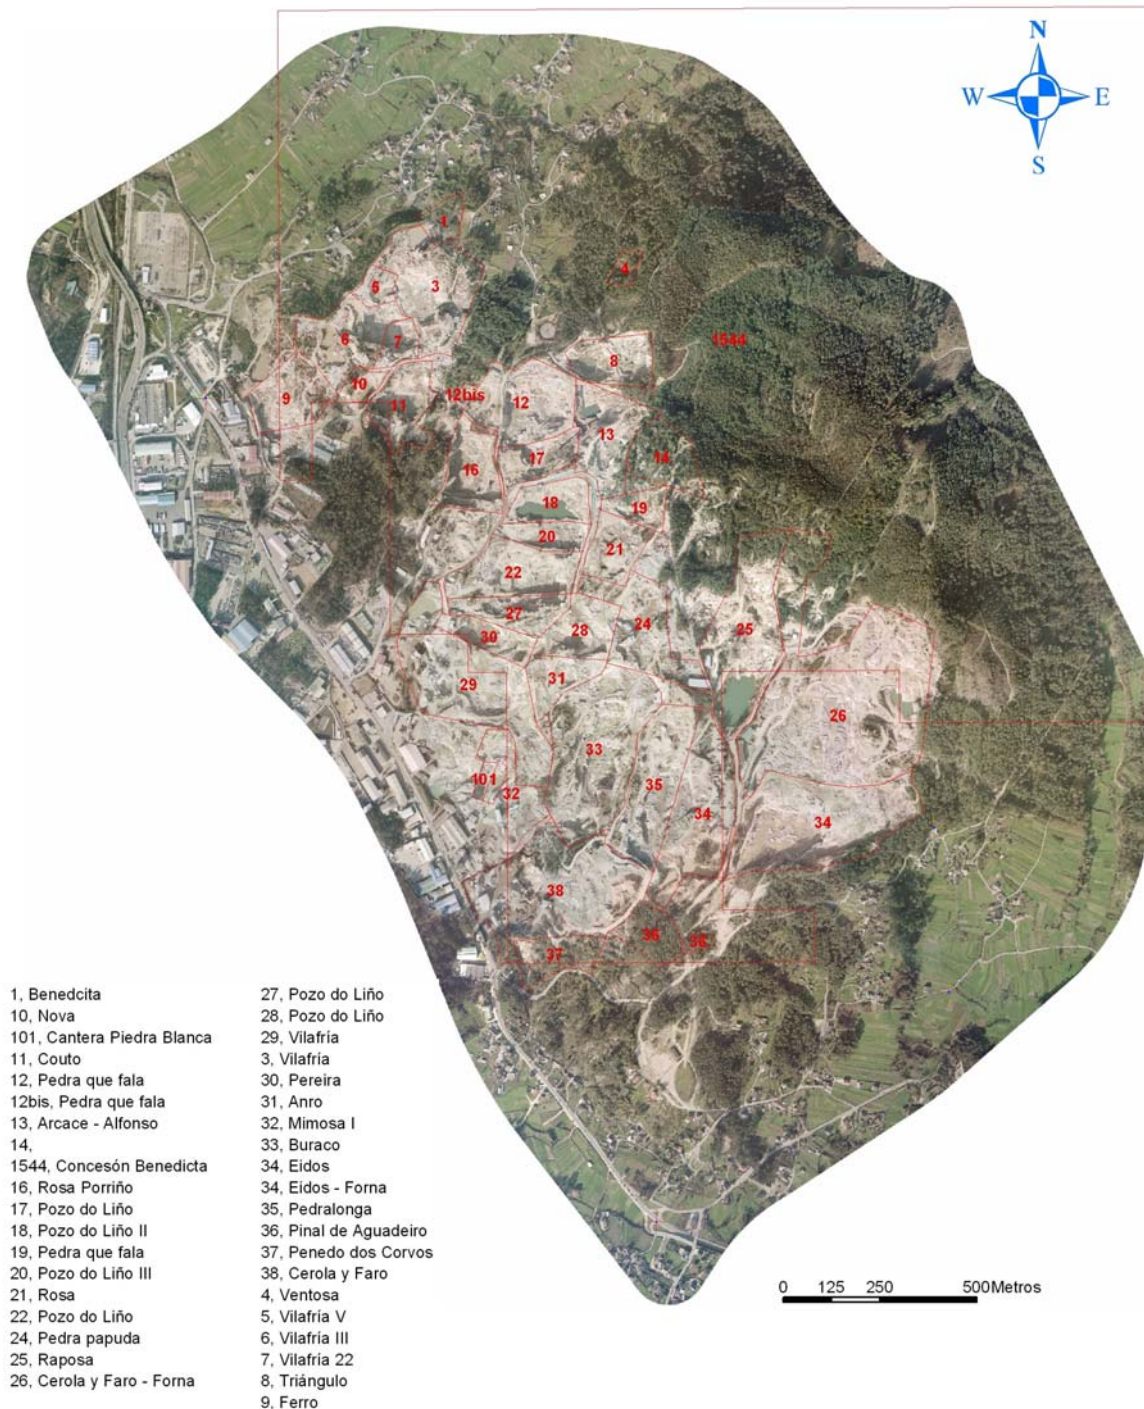 N
W E
S
1
4
5
3
1544
6
7
8
10
9
12bis
12
11
13
17
14
16
18
19
20
21
22
27
28
24
25
30
31
29
26
33
101
35
32
34
34
38
36
36
37
1, Benedcita
10, Nova
101, Cantera Piedra Blanca
11, Couto
12, Pedra que fala
12bis, Pedra que fala
13, Arcace - Alfonso
14,
1544, Concesón Benedicta
16, Rosa Porriño
17, Pozo do Liño
18, Pozo do Liño II
19, Pedra que fala
20, Pozo do Liño III
21, Rosa
22, Pozo do Liño
24, Pedra papuda
25, Raposa
26, Cerola y Faro - Forna
27, Pozo do Liño
28, Pozo do Liño
29, Vilafría
3, Vilafría
30, Pereira
31, Anro
32, Mimosa I
33, Buraco
34, Eidos
34, Eidos - Forna
35, Pedralonga
36, Pinal de Aguadeiro
37, Penedo dos Corvos
38, Cerola y Faro
4, Ventosa
5, Vilafría V
6, Vilafría III
7, Vilafría 22
8, Triángulo
9, Ferro
0 125 250 500Metros